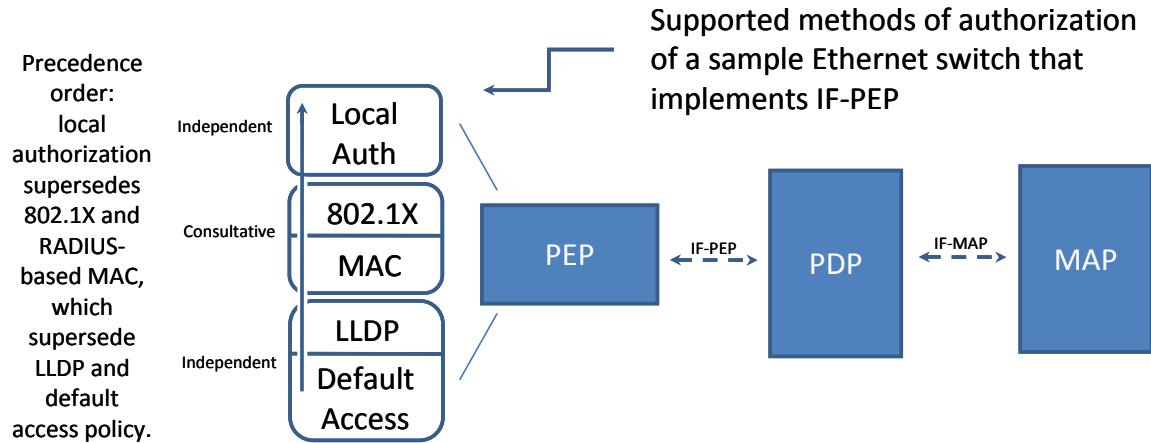 Supported methods of authorization
of a sample Ethernet switch that
implements IF-PEP
Precedence
order:
local
authorization
supersedes
802.1X and
RADIUS-
based MAC,
which
supersede
LLDP and
default
access policy.
Independent
Local
Auth
Consultative
802.1X
MAC
Independent
LLDP
Default
Access
PEP
IF-PEP
PDP
IF-MAP
MAP